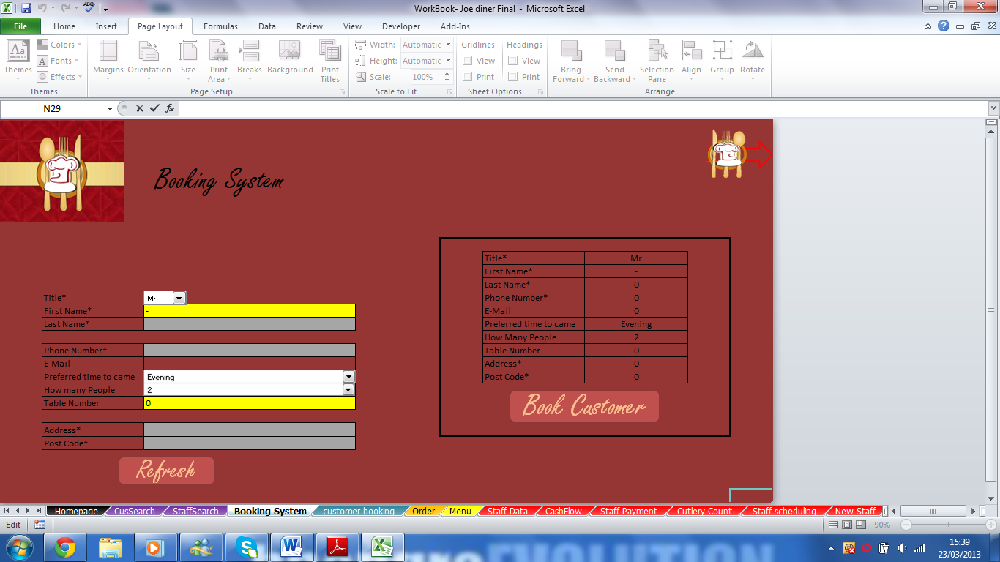 WorkBook- Joe diner Final - Microsoft Excel
File Home Insert Page Layout Formulas Data Review View Developer Add-Ins
Themes
Colors
Fonts
Effects
Themes
Margins Orientation Size Print Area Breaks Background Print Titles
Page Setup
Width: Automatic
Height: Automatic
Scale: 100%
Scale to Fit
Gridlines Headings
View View
Print Print
Sheet Options
Bring Forward Send Backward Selection Pane Align Group Rotate
Arrange
N29 fx
Booking System
Title* Mr
First Name* -
Last Name*
Phone Number*
E-Mail
Preferred time to came Evening
How many People 2
Table Number 0
Address*
Post Code*
Refresh
Title* Mr
First Name* -
Last Name* 0
Phone Number* 0
E-Mail 0
Preferred time to came Evening
How Many People 2
Table Number 0
Address* 0
Post Code* 0
Book Customer
Homepage CusSearch StaffSearch Booking System customer booking Order Menu Staff Data CashFlow Staff Payment Cutlery Count Staff scheduling New Staff
Edit 90%
EVOLUTION
15:39
23/03/2013